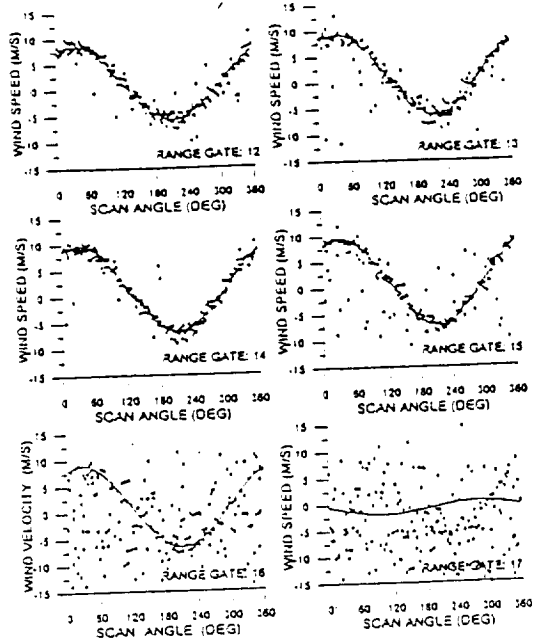 15
10
5
0
-5
-10
-15
WIND SPEED (M/S)
RANGE GATE: 12
0 60 120 180 240 300 360
SCAN ANGLE (DEG)
15
10
5
0
-5
-10
-15
WIND SPEED (M/S)
RANGE GATE: 13
0 60 120 180 240 300 360
SCAN ANGLE (DEG)
15
10
5
0
-5
-10
-15
WIND SPEED (M/S)
RANGE GATE: 14
0 60 120 180 240 300 360
SCAN ANGLE (DEG)
15
10
5
0
-5
-10
-15
WIND SPEED (M/S)
RANGE GATE: 15
0 60 120 180 240 300 360
SCAN ANGLE (DEG)
15
10
5
0
-5
-10
-15
WIND VELOCITY (M/S)
RANGE GATE: 16
0 60 120 180 240 300 360
SCAN ANGLE (DEG)
15
10
5
0
-5
-10
-15
WIND SPEED (M/S)
RANGE GATE: 17
0 60 120 180 240 300 360
SCAN ANGLE (DEG)